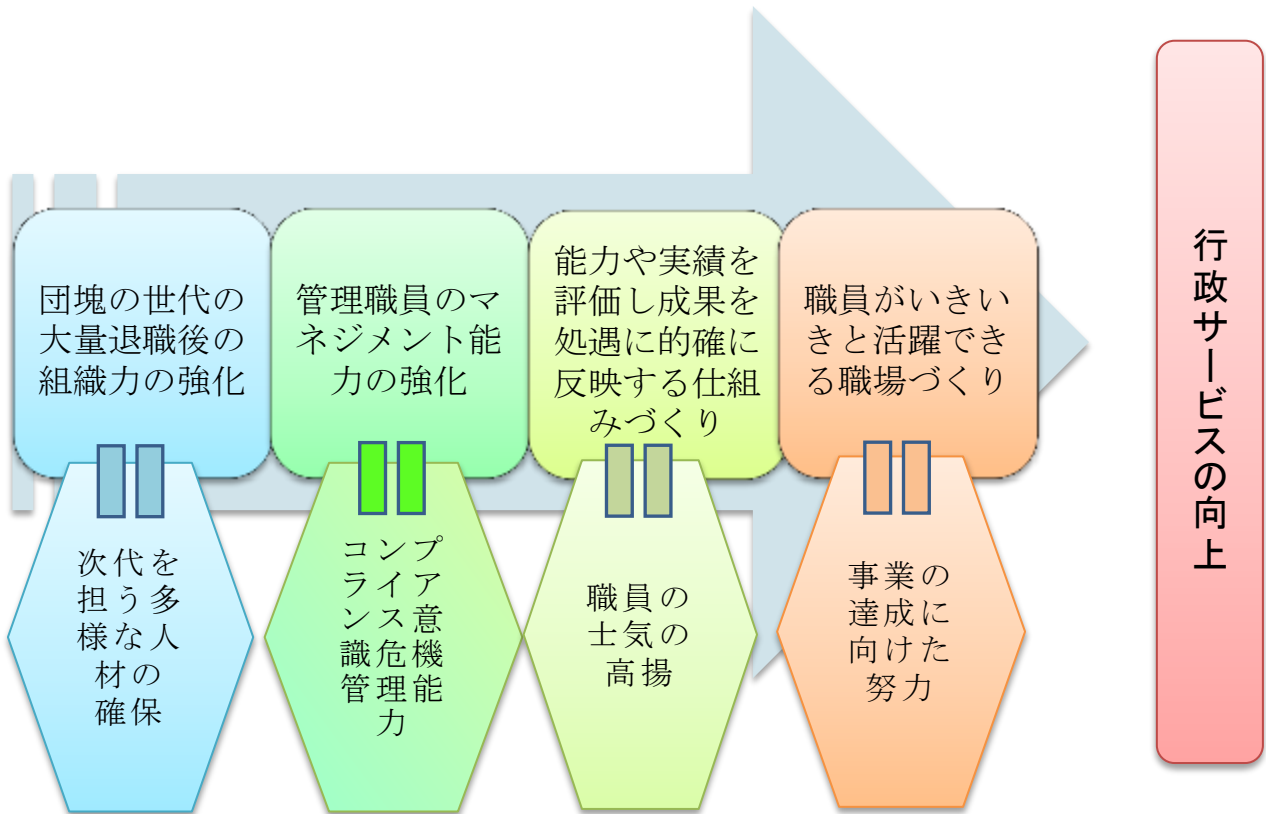 団塊の世代の
大量退職後の
組織力の強化
管理職員のマ
ネジメント能
力の強化
能力や実績を
評価し成果を
処遇に的確に
反映する仕組
みづくり
職員がいきい
きと活躍でき
る職場づくり
次代を
担う多
様な人
材の
確保
コンプ
ライア
ンス意
識危機
管理能
力
職員の
士気の
高揚
事業の
達成に
向けた
努力
行政サービスの向上